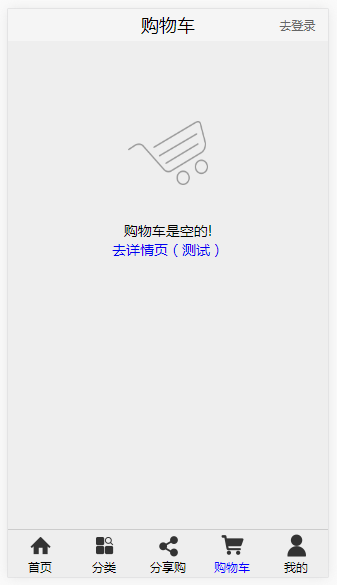 购物车
去登录
购物车是空的!
去详情页（测试）
首页
分类
分享购
购物车
我的